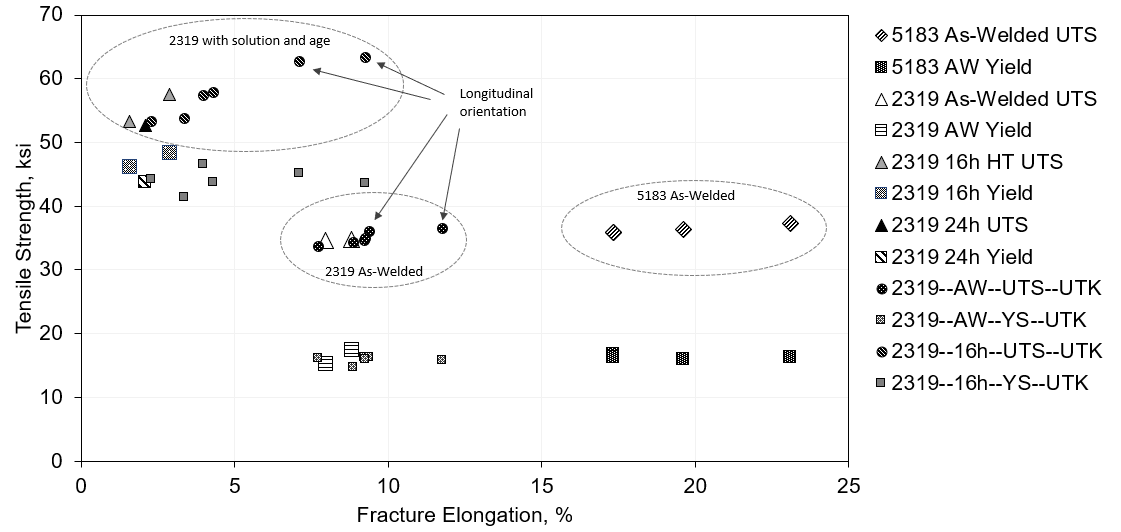 70
60
50
40
30
20
10
0
Tensile Strength, ksi
2319 with solution and age
Longitudinal
orientation
2319 As-Welded
5183 As-Welded
0 5 10 15 20 25
Fracture Elongation, %
5183 As-Welded UTS
5183 AW Yield
2319 As-Welded UTS
2319 AW Yield
2319 16h HT UTS
2319 16h Yield
2319 24h UTS
2319 24h Yield
2319--AW--UTS--UTK
2319--AW--YS--UTK
2319--16h--UTS--UTK
2319--16h--YS--UTK